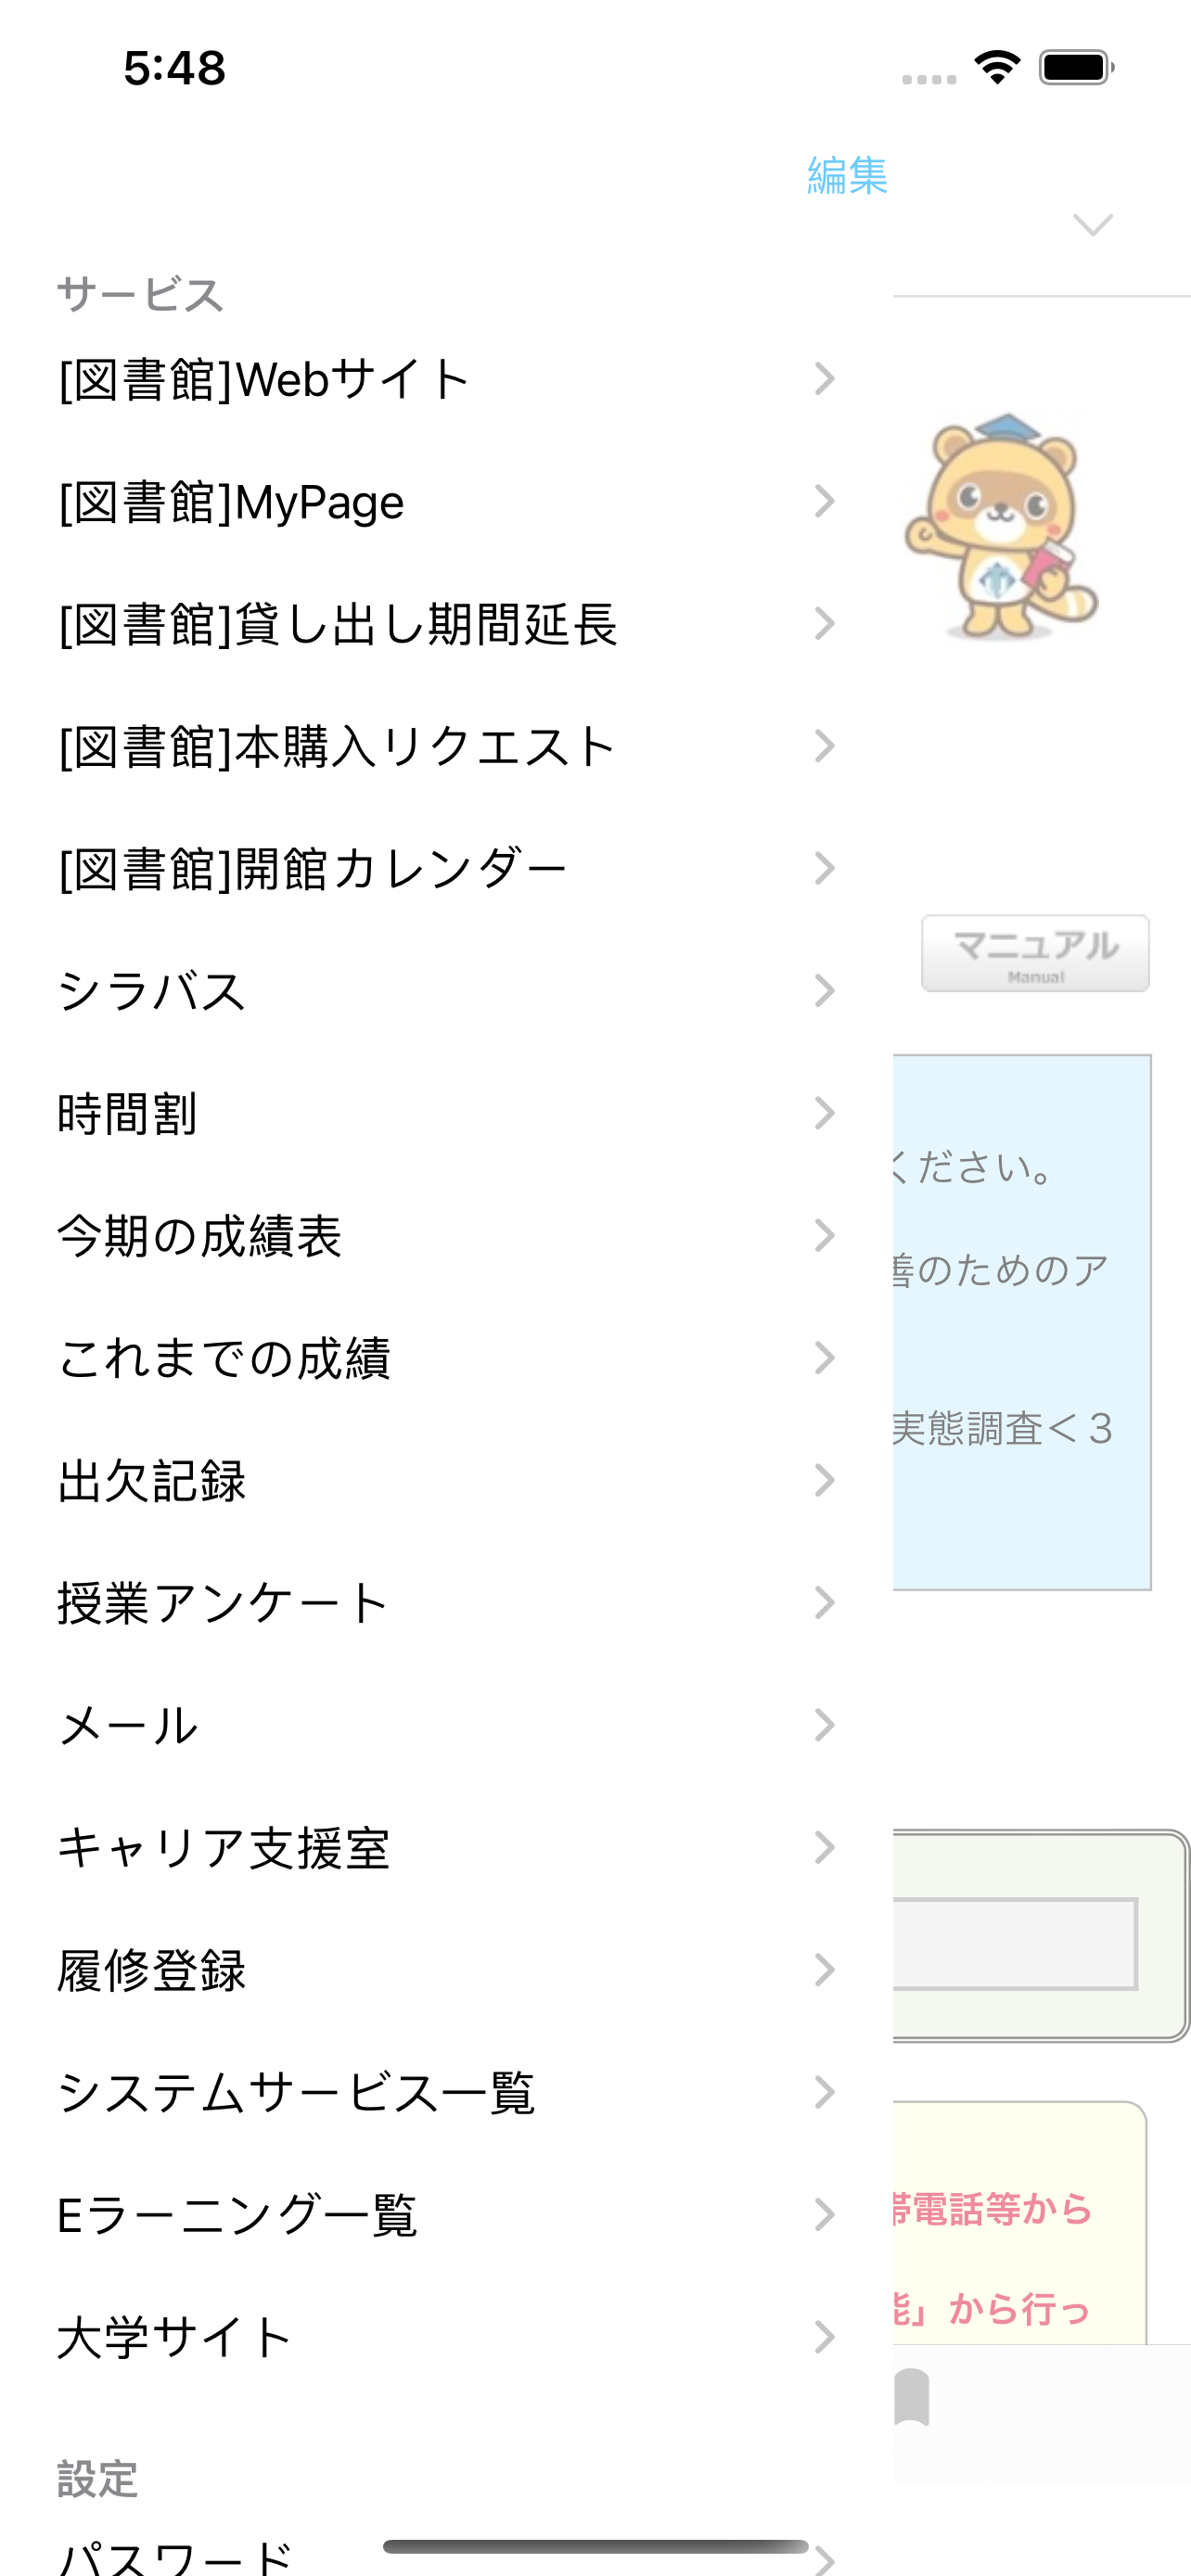 5:48
編集
サービス
[図書館]Webサイト
[図書館]MyPage
[図書館]貸し出し期間延長
[図書館]本購入リクエスト
[図書館]開館カレンダー
マニュアル
Manual
シラバス
時間割
ください。
今期の成績表
善のためのア
これまでの成績
実態調査＜３
出欠記録
授業アンケート
メール
キャリア支援室
履修登録
システムサービス一覧
Eラーニング一覧
帯電話等から
能」から行っ
大学サイト
設定
パスワード